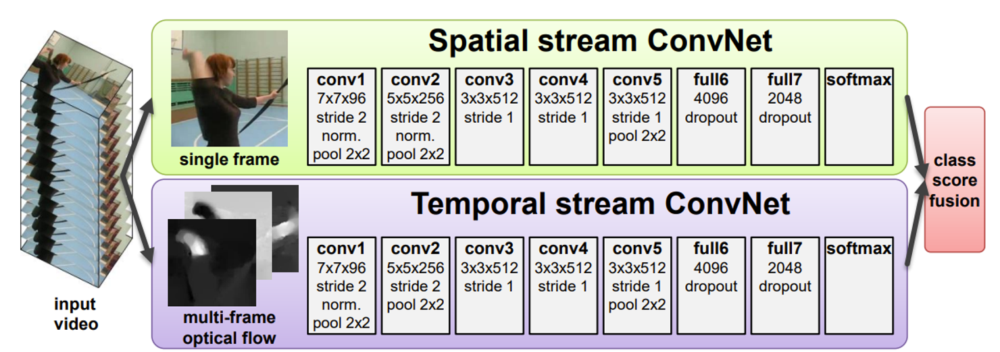 Spatial stream ConvNet
conv1
7x7x96
stride 2
norm.
pool 2x2
conv2
5x5x256
stride 2
norm.
pool 2x2
conv3
3x3x512
stride 1
conv4
3x3x512
stride 1
conv5
3x3x512
stride 1
pool 2x2
full6
4096
dropout
full7
2048
dropout
softmax
single frame
Temporal stream ConvNet
conv1
7x7x96
stride 2
norm.
pool 2x2
conv2
5x5x256
stride 2
pool 2x2
conv3
3x3x512
stride 1
conv4
3x3x512
stride 1
conv5
3x3x512
stride 1
pool 2x2
full6
4096
dropout
full7
2048
dropout
softmax
multi-frame
optical flow
input
video
class
score
fusion